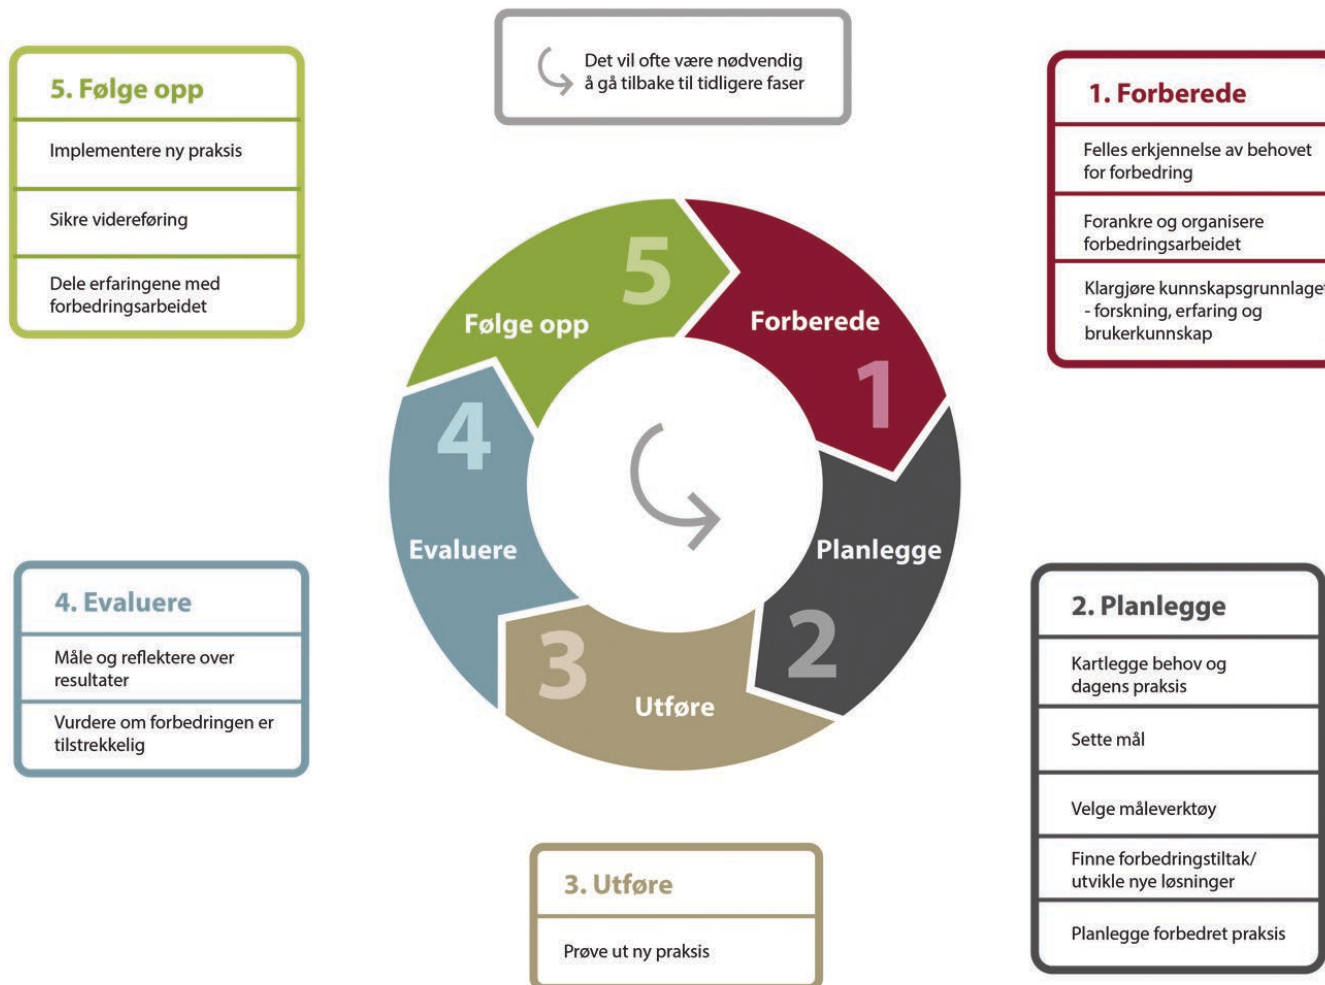 Det vil ofte være nødvendig
å gå tilbake til tidligere faser
5. Følge opp
Implementere ny praksis
Sikre videreføring
Dele erfaringene med
forbedringsarbeidet
1. Forberede
Felles erkjennelse av behovet
for forbedring
Forankre og organisere
forbedringsarbeidet
Klargjøre kunnskapsgrunnlaget
- forskning, erfaring og
brukerkunnskap
5
Følge opp
Forberede
1
4
Evaluere
Planlegge
2
3
Utføre
4. Evaluere
Måle og reflektere over
resultater
Vurdere om forbedringen er
tilstrekkelig
2. Planlegge
Kartlegge behov og
dagens praksis
Sette mål
Velge måleverktøy
Finne forbedringstiltak/
utvikle nye løsninger
Planlegge forbedret praksis
3. Utføre
Prøve ut ny praksis